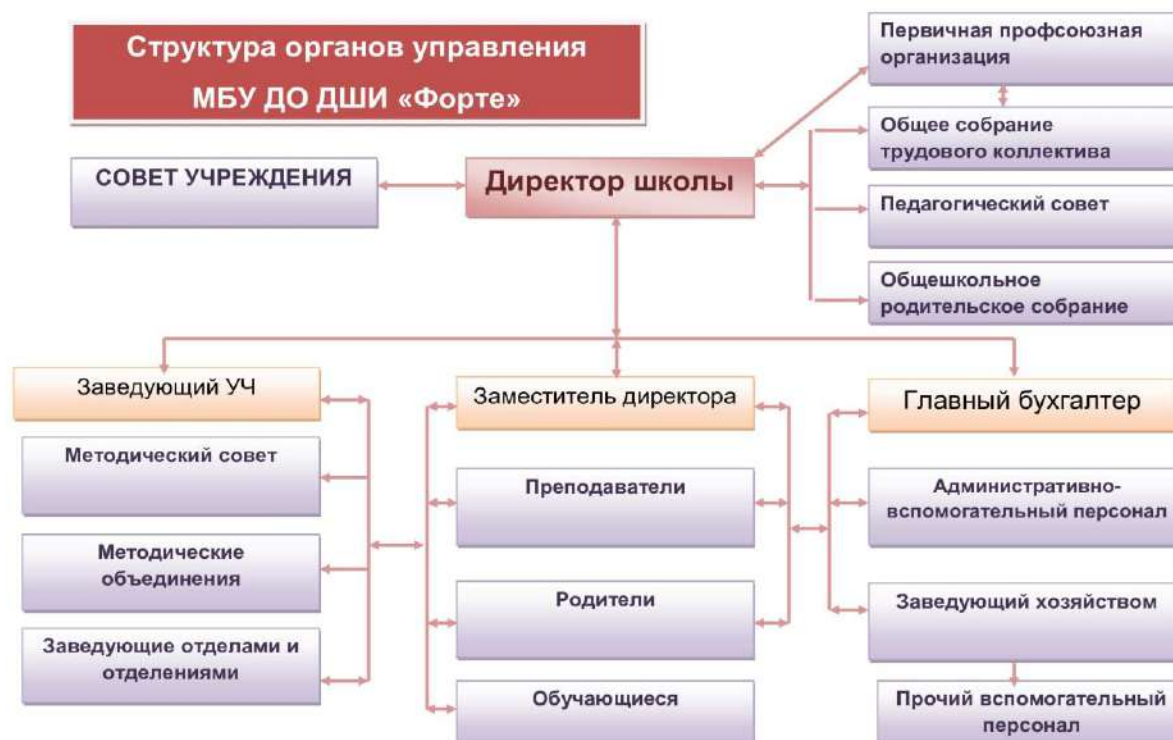 Структура органов управления
МБУ ДО ДШИ «Форте»
Первичная профсоюзная
организация
Общее собрание
трудового коллектива
СОВЕТ УЧРЕЖДЕНИЯ
Директор школы
Педагогический совет
Общешкольное
родительское собрание
Заведующий УЧ
Заместитель директора
Главный бухгалтер
Методический совет
Преподаватели
Административно-
вспомогательный персонал
Методические
объединения
Родители
Заведующий хозяйством
Заведующие отделами и
отделениями
Обучающиеся
Прочий вспомогательный
персонал